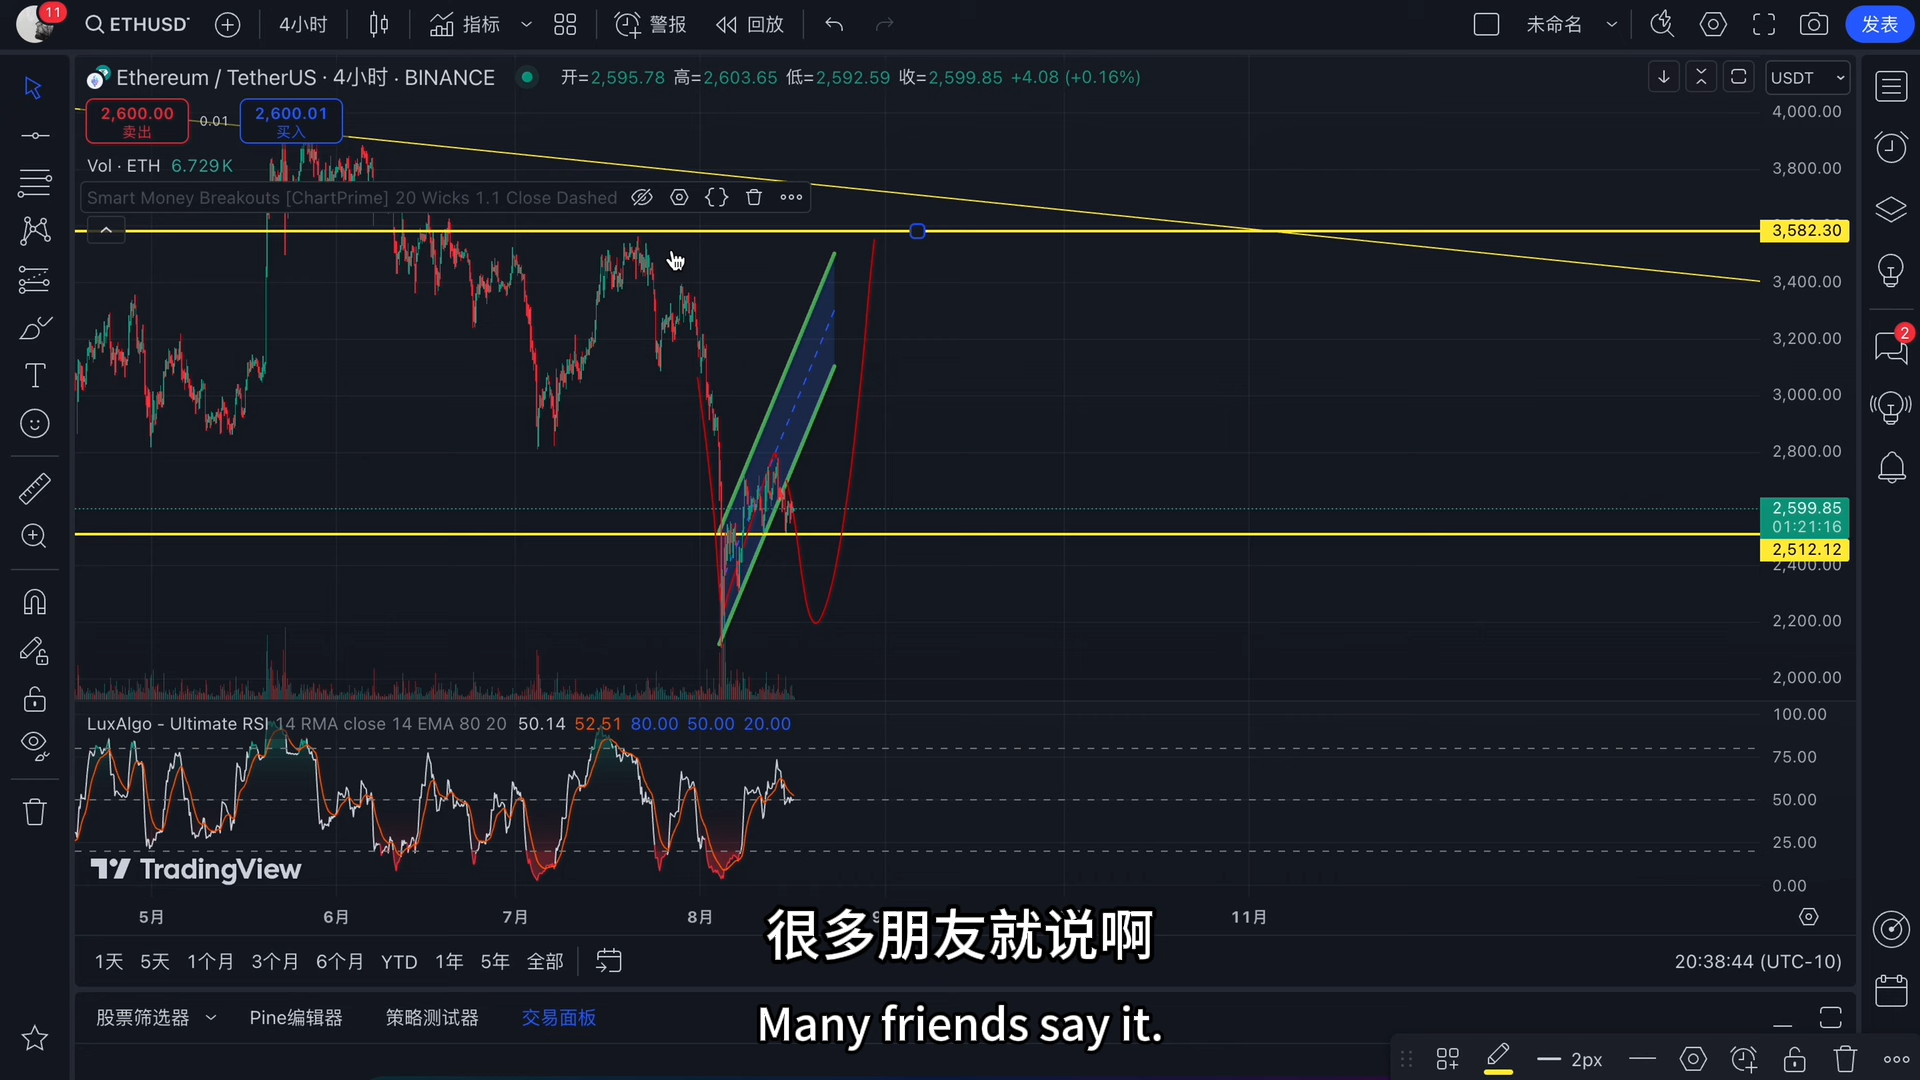 11
ETHUSDT
4小时
指标
警报
回放
未命名
发表
Ethereum / TetherUS · 4小时 · BINANCE
开=2,595.78 高=2,603.65 低=2,592.59 收=2,599.85 +4.08 (+0.16%)
USDT
2,600.00
卖出
0.01
2,600.01
买入
Vol · ETH 6.729K
Smart Money Breakouts [ChartPrime] 20 Wicks 1.1 Close Dashed
4,000.00
3,800.00
3,582.30
3,400.00
3,200.00
3,000.00
2,800.00
2,599.85
01:21:16
2,512.12
2,400.00
2,200.00
2,000.00
2
LuxAlgo - Ultimate RSI 14 RMA close 14 EMA 80 20 50.14 52.51 80.00 50.00 20.00
100.00
75.00
50.00
25.00
0.00
TradingView
5月
6月
7月
8月
11月
很多朋友就说啊
1天 5天 1个月 3个月 6个月 YTD 1年 5年 全部
20:38:44 (UTC-10)
股票筛选器
Pine编辑器
策略测试器
交易面板
Many friends say it.
2px